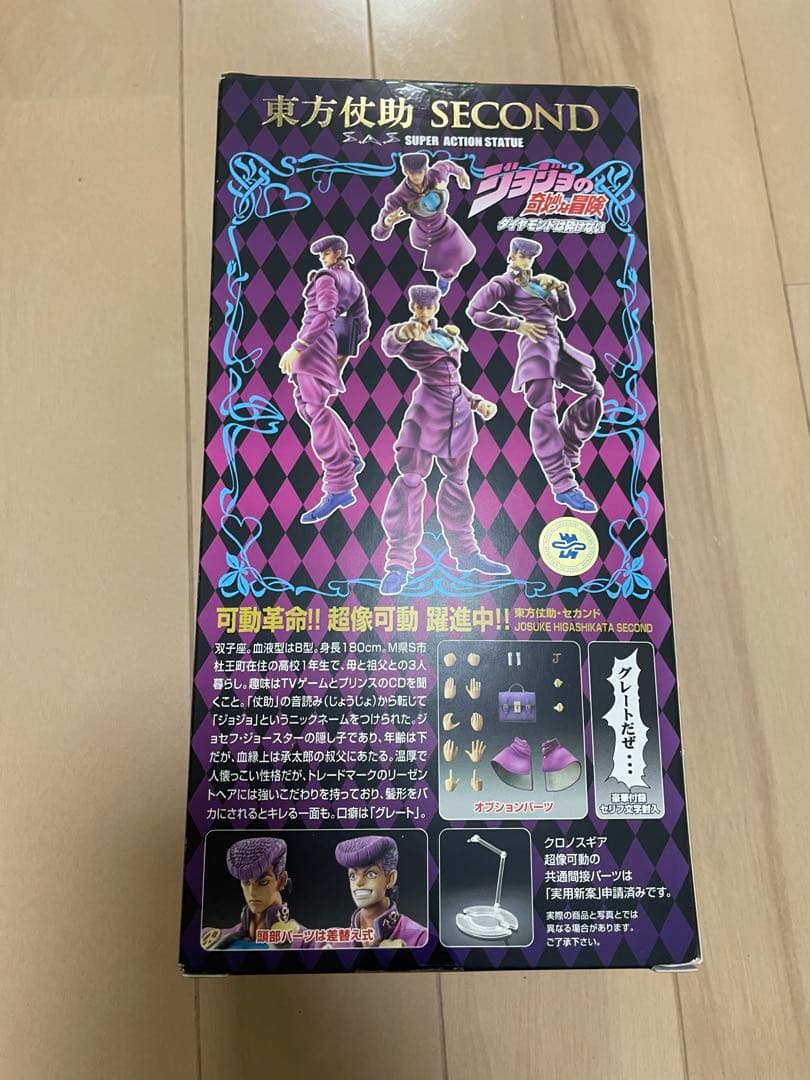 東方仗助 SECOND
SAS SUPER ACTION STATUE
ジョジョの
奇妙な冒険
ダイヤモンドは砕けない
可動革命!! 超像可動 躍進中!!
東方仗助・セカンド
JOSUKE HIGASHIKATA SECOND
双子座。血液型はB型。身長180cm。M県S市
杜王町在住の高校1年生で、母と祖父との3人
暮らし。趣味はTVゲームとプリンスのCDを聞
くこと。「仗助」の音読み(じょうじょ)から転じて
「ジョジョ」というニックネームをつけられた。ジ
ョセフ・ジョースターの隠し子であり、年齢は下
だが、血縁上は承太郎の叔父にあたる。温厚で
人懐っこい性格だが、トレードマークのリーゼン
トヘアには強いこだわりを持っており、髪形をバ
カにされるとキレる一面も。口癖は「グレート」。
オプションパーツ
グレートだぜ・・・
豪華付録
セリフ文字封入
頭部パーツは差替え式
クロノスギア
超像可動の
共通間接パーツは
「実用新案」申請済みです。
実際の商品と写真とでは
異なる場合があります。
ご了承下さい。